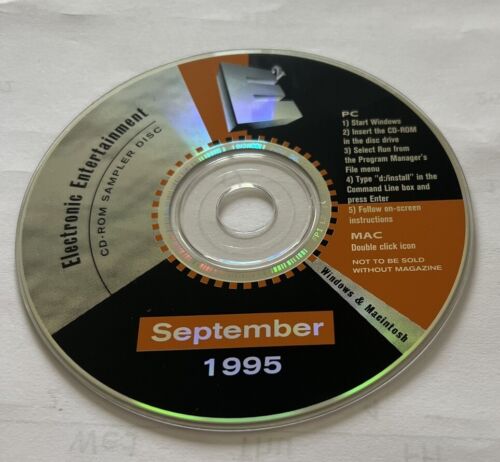 E2
Electronic Entertainment
CD-ROM SAMPLER DISC
PC
1) Start Windows
2) Insert the CD-ROM
in the disc drive
3) Select Run from
the Program Manager's
File menu
4) Type "d:/install" in the
Command Line box and
press Enter
5) Follow on-screen
instructions
MAC
Double click icon
NOT TO BE SOLD
WITHOUT MAGAZINE
Windows & Macintosh
September
1995